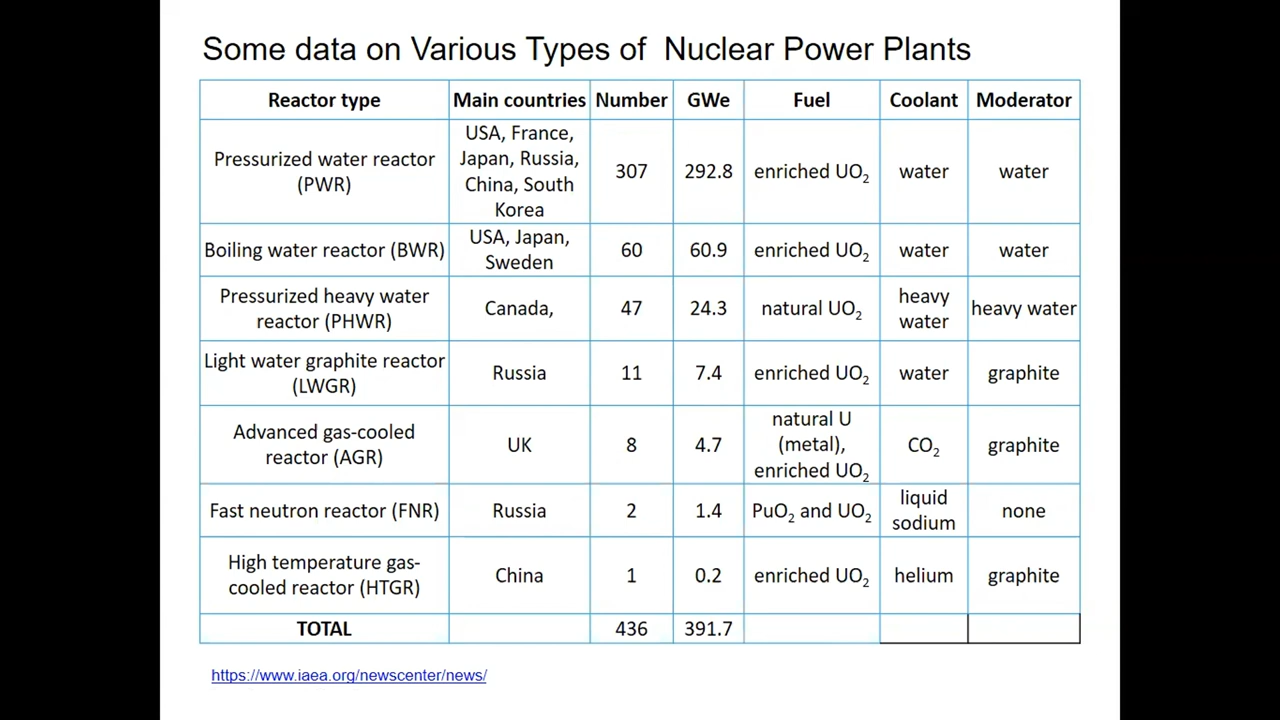 Some data on Various Types of  Nuclear Power Plants
Reactor type Main countries Number GWe Fuel Coolant Moderator
Pressurized water reactor
(PWR)
USA, France,
Japan, Russia,
China, South
Korea
307 292.8 enriched UO₂ water water
Boiling water reactor (BWR)
USA, Japan,
Sweden
60 60.9 enriched UO₂ water water
Pressurized heavy water
reactor (PHWR)
Canada, 47 24.3 natural UO₂
heavy
water
heavy water
Light water graphite reactor
(LWGR)
Russia 11 7.4 enriched UO₂ water graphite
Advanced gas-cooled
reactor (AGR)
UK 8 4.7
natural U
(metal),
enriched UO₂
CO₂ graphite
Fast neutron reactor (FNR) Russia 2 1.4 PuO₂ and UO₂
liquid
sodium
none
High temperature gas-
cooled reactor (HTGR)
China 1 0.2 enriched UO₂ helium graphite
TOTAL 436 391.7
https://www.iaea.org/newscenter/news/